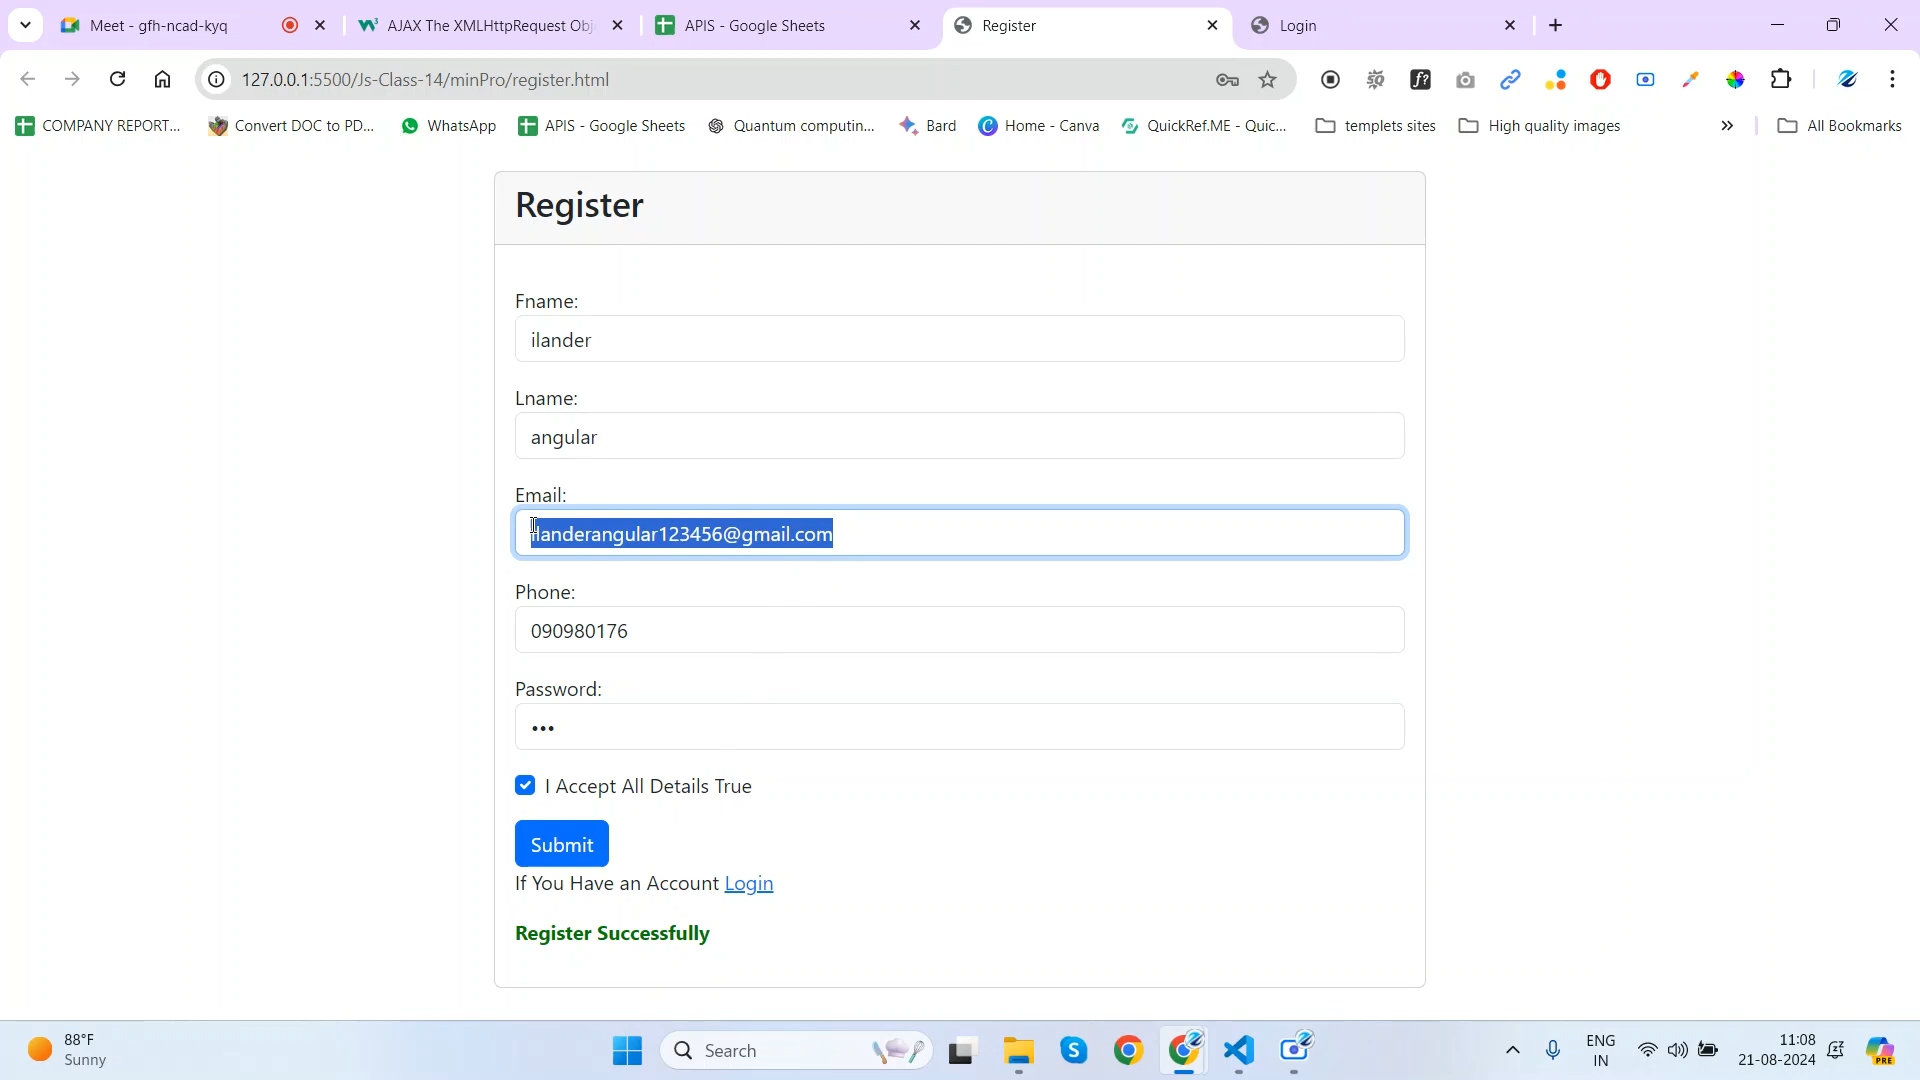 Meet - gfh-ncad-kyq
AJAX The XMLHttpRequest Obj
APIS - Google Sheets
Register
Login
127.0.0.1:5500/Js-Class-14/minPro/register.html
COMPANY REPORT...
Convert DOC to PD...
WhatsApp
APIS - Google Sheets
Quantum computin...
Bard
Home - Canva
QuickRef.ME - Quic...
templets sites
High quality images
All Bookmarks
Register
Fname:
ilander
Lname:
angular
Email:
ilanderangular123456@gmail.com
Phone:
090980176
Password:
I Accept All Details True
Submit
If You Have an Account Login
Register Successfully
88°F
Sunny
Search
ENG
IN
11:08
21-08-2024
PRE